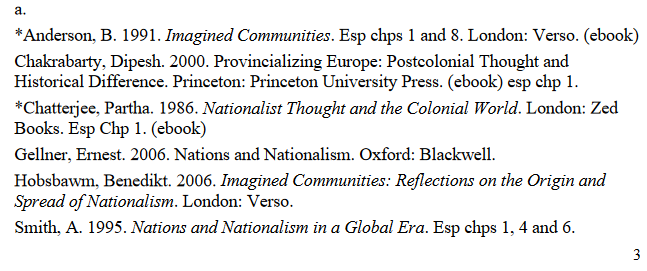 a.
*Anderson, B. 1991. Imagined Communities. Esp chps 1 and 8. London: Verso. (ebook)
Chakrabarty, Dipesh. 2000. Provincializing Europe: Postcolonial Thought and
Historical Difference. Princeton: Princeton University Press. (ebook) esp chp 1.
*Chatterjee, Partha. 1986. Nationalist Thought and the Colonial World. London: Zed
Books. Esp Chp 1. (ebook)
Gellner, Ernest. 2006. Nations and Nationalism. Oxford: Blackwell.
Hobsbawm, Benedikt. 2006. Imagined Communities: Reflections on the Origin and
Spread of Nationalism. London: Verso.
Smith, A. 1995. Nations and Nationalism in a Global Era. Esp chps 1, 4 and 6.
3